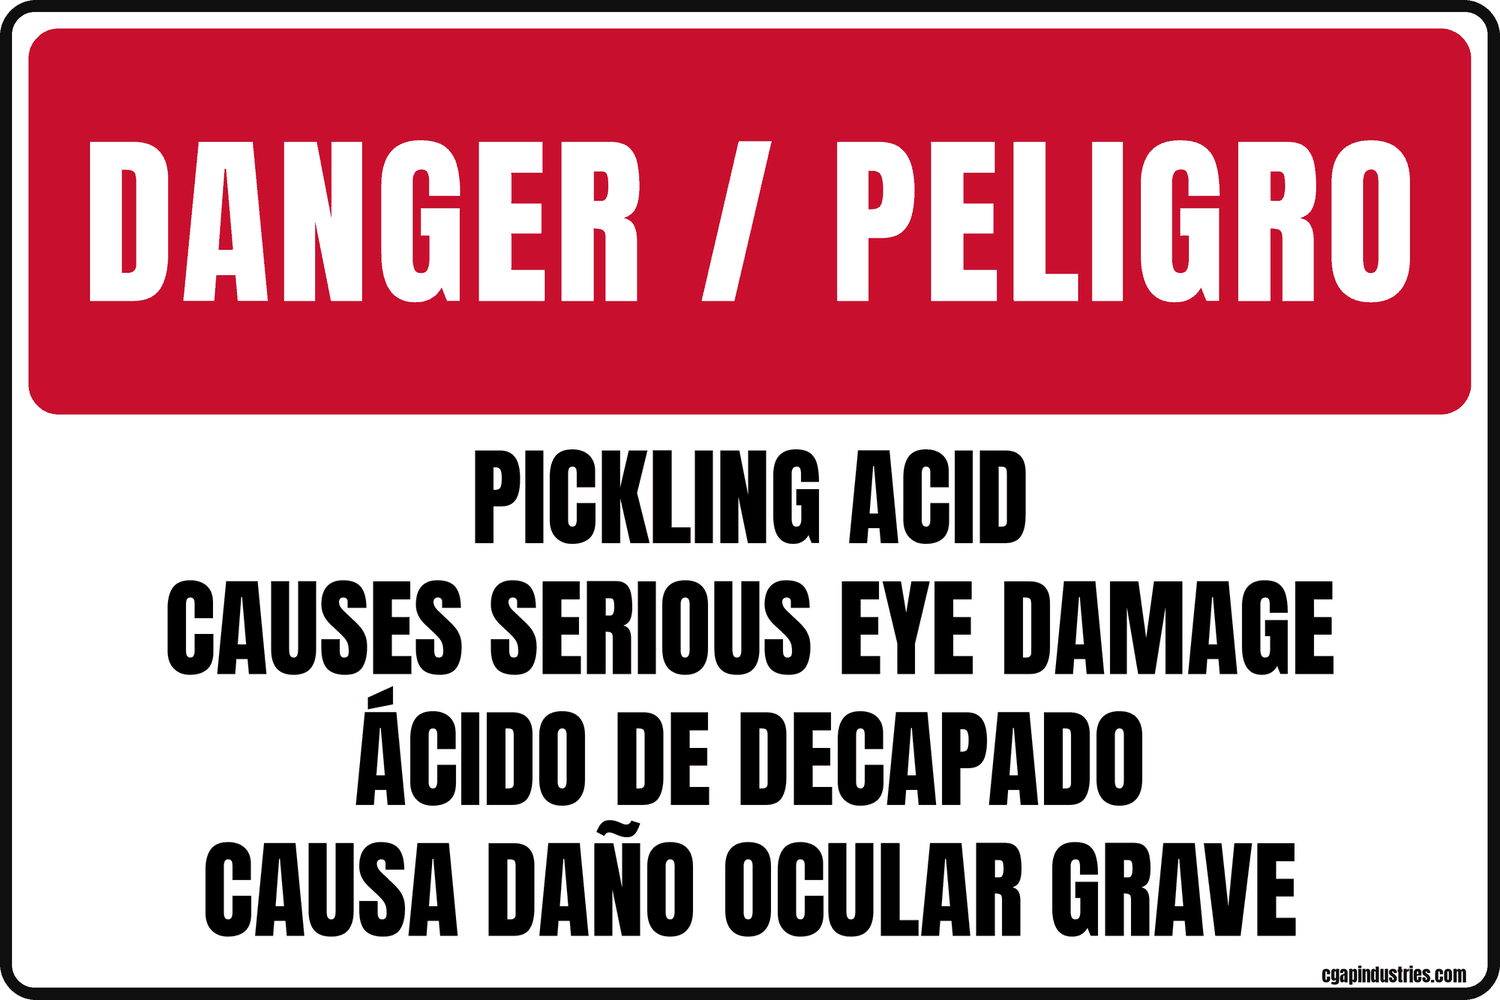 DANGER / PELIGRO
PICKLING ACID
CAUSES SERIOUS EYE DAMAGE
ÁCIDO DE DECAPADO
CAUSA DAÑO OCULAR GRAVE
cgapindustries.com